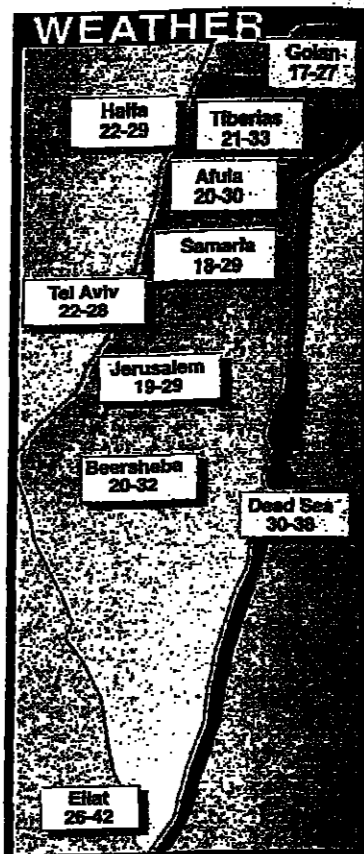 WEATHER
Golan
17-27
Haifa
22-29
Tiberias
21-33
Afula
20-30
Samaria
18-29
Tel Aviv
22-28
Jerusalem
19-29
Beersheba
20-32
Dead Sea
30-38
Eilat
26-42